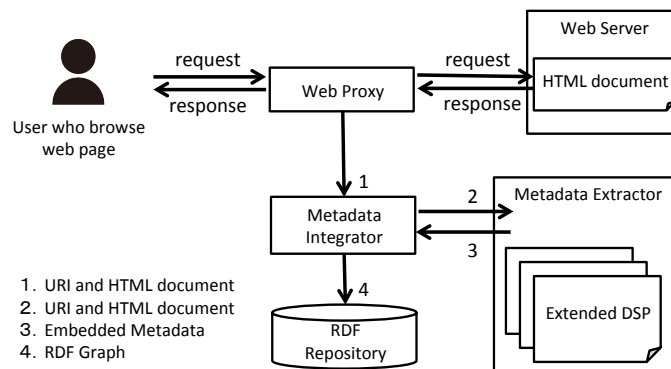 Web Server
request
request
HTML document
Web Proxy
response
response
User who browse
web page
1
2
Metadata Extractor
Metadata
Integrator
3
1. URI and HTML document
2. URI and HTML document
3. Embedded Metadata
4. RDF Graph
4
Extended DSP
RDF
Repository